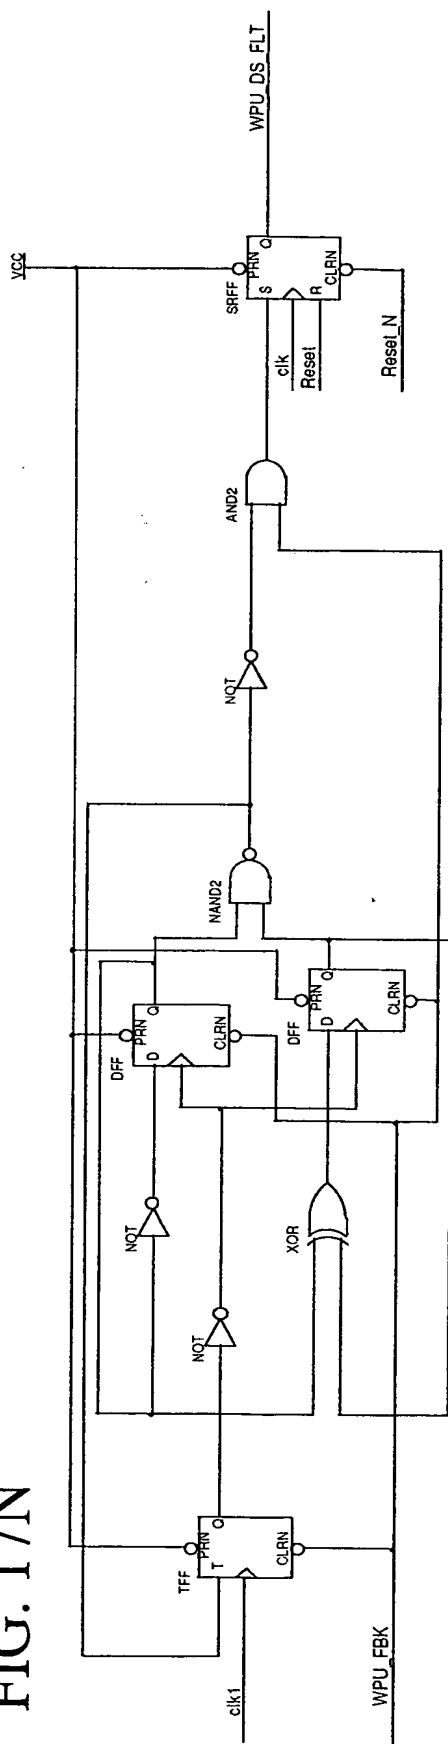 FIG. 17N
VCC
TFF
PRN
T
Q
CLRN
clk1
WPU_FBK
NOT
NOT
DFF
PRN
D
Q
CLRN
XOR
DFF
PRN
D
Q
CLRN
NAND2
NOT
AND2
SRFF
PRN
S
Q
clk
R
Reset
CLRN
Reset_N
WPU_DS_FLT